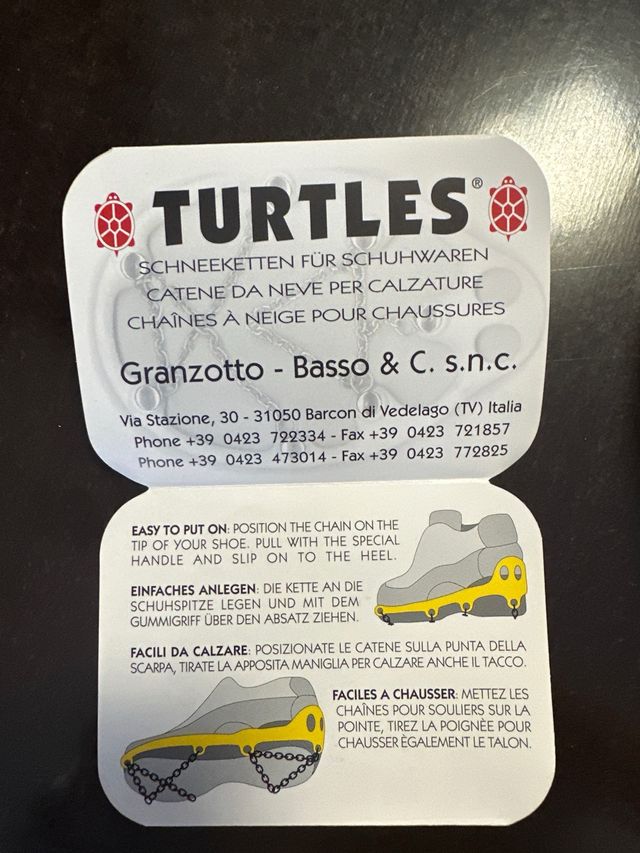 TURTLES®
SCHNEEKETTEN FÜR SCHUHWAREN
CATENE DA NEVE PER CALZATURE
CHAÎNES À NEIGE POUR CHAUSSURES
Granzotto - Basso & C. s.n.c.
Via Stazione, 30 - 31050 Barcon di Vedelago (TV) Italia
Phone +39 0423 722334 - Fax +39 0423 721857
Phone +39 0423 473014 - Fax +39 0423 772825
EASY TO PUT ON: POSITION THE CHAIN ON THE
TIP OF YOUR SHOE. PULL WITH THE SPECIAL
HANDLE AND SLIP ON TO THE HEEL.
EINFACHES ANLEGEN: DIE KETTE AN DIE
SCHUHSPITZE LEGEN UND MIT DEM
GUMMIGRIFF ÜBER DEN ABSATZ ZIEHEN.
FACILI DA CALZARE: POSIZIONATE LE CATENE SULLA PUNTA DELLA
SCARPA, TIRATE LA APPOSITA MANIGLIA PER CALZARE ANCHE IL TACCO.
FACILES A CHAUSSER: METTEZ LES
CHAÎNES POUR SOULIERS SUR LA
POINTE, TIREZ LA POIGNÈE POUR
CHAUSSER ÈGALEMENT LE TALON.